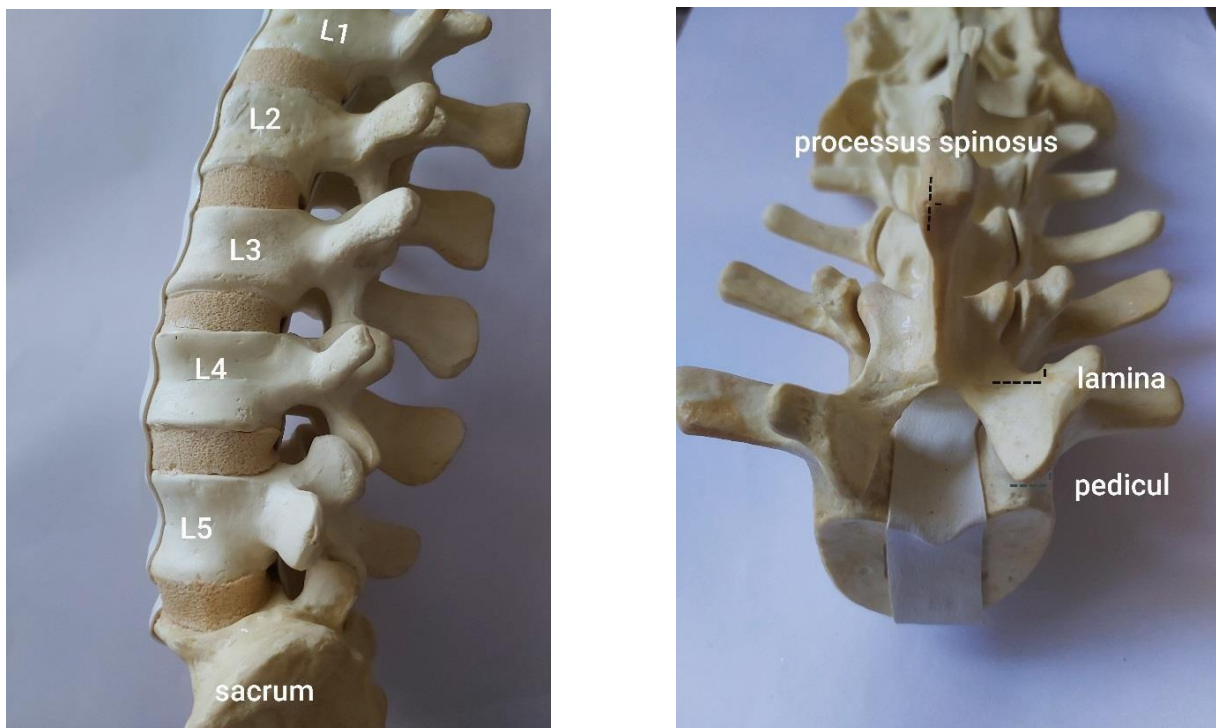 L1
L2
L3
L4
L5
sacrum
processus spinosus
lamina
pedicul